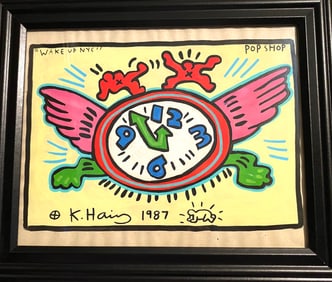 "WAKE UP NYC!"
POP SHOP
12
9 3
6
K. Haring 1987